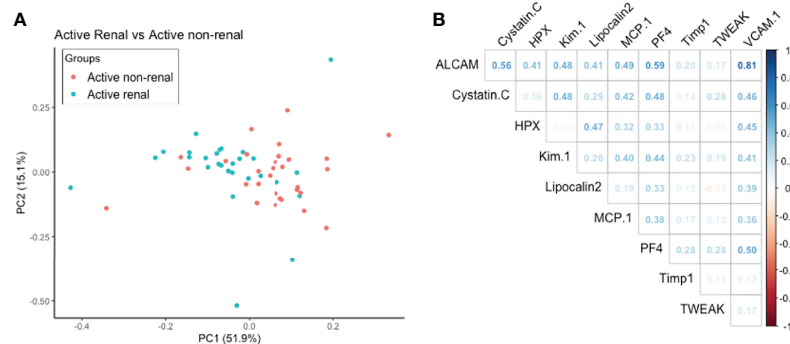 A
Active Renal vs Active non-renal
Groups
Active non-renal
Active renal
0.25
0.00
-0.25
-0.50
PC2 (15.1%)
-0.4
-0.2
0.0
0.2
PC1 (51.9%)
B
Cystatin.C HPX Kim.1 Lipocalin2 MCP.1 PF4 Timp1 TWEAK VCAM.1
ALCAM 0.56 0.41 0.48 0.41 0.49 0.59 0.20 0.17 0.81
Cystatin.C 0.16 0.48 0.29 0.42 0.48 0.14 0.26 0.46
HPX 0.47 0.32 0.33 0.11 0.45
Kim.1 0.26 0.40 0.44 0.23 0.19 0.41
Lipocalin2 0.19 0.33 0.12 -0.11 0.39
MCP.1 0.38 0.17 0.12 0.36
PF4 0.28 0.28 0.50
Timp1 0.11 0.13
TWEAK 0.17